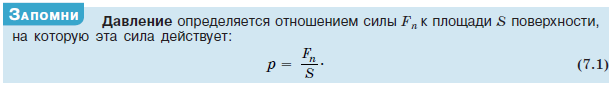 ЗАПОМНИ
Давление определяется отношением силы Fₙ к площади S поверхности,
на которую эта сила действует:
p = Fₙ/S. (7.1)